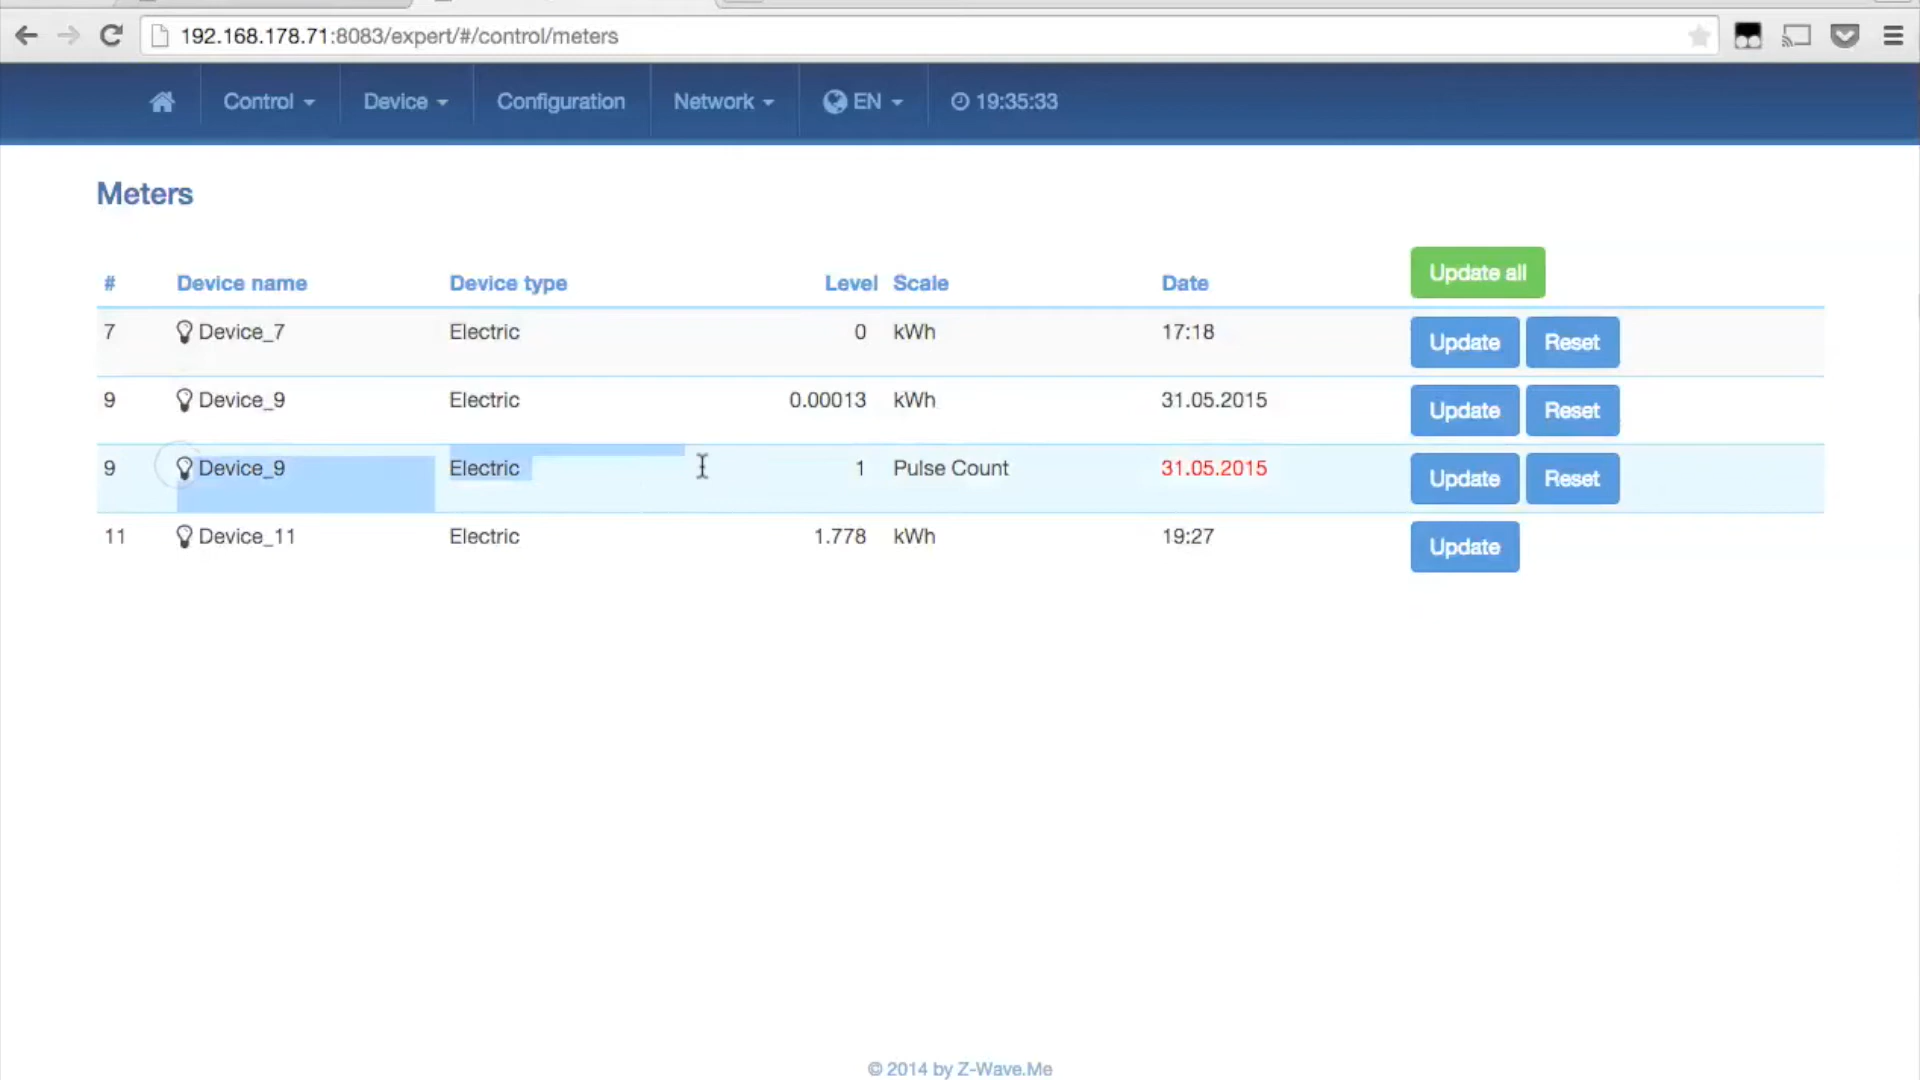 192.168.178.71:8083/expert/#/control/meters
Control Device Configuration Network EN 19:35:33
Meters
# Device name Device type Level Scale Date Update all
7 Device_7 Electric 0 kWh 17:18 Update Reset
9 Device_9 Electric 0.00013 kWh 31.05.2015 Update Reset
9 Device_9 Electric 1 Pulse Count 31.05.2015 Update Reset
11 Device_11 Electric 1.778 kWh 19:27 Update
© 2014 by Z-Wave.Me